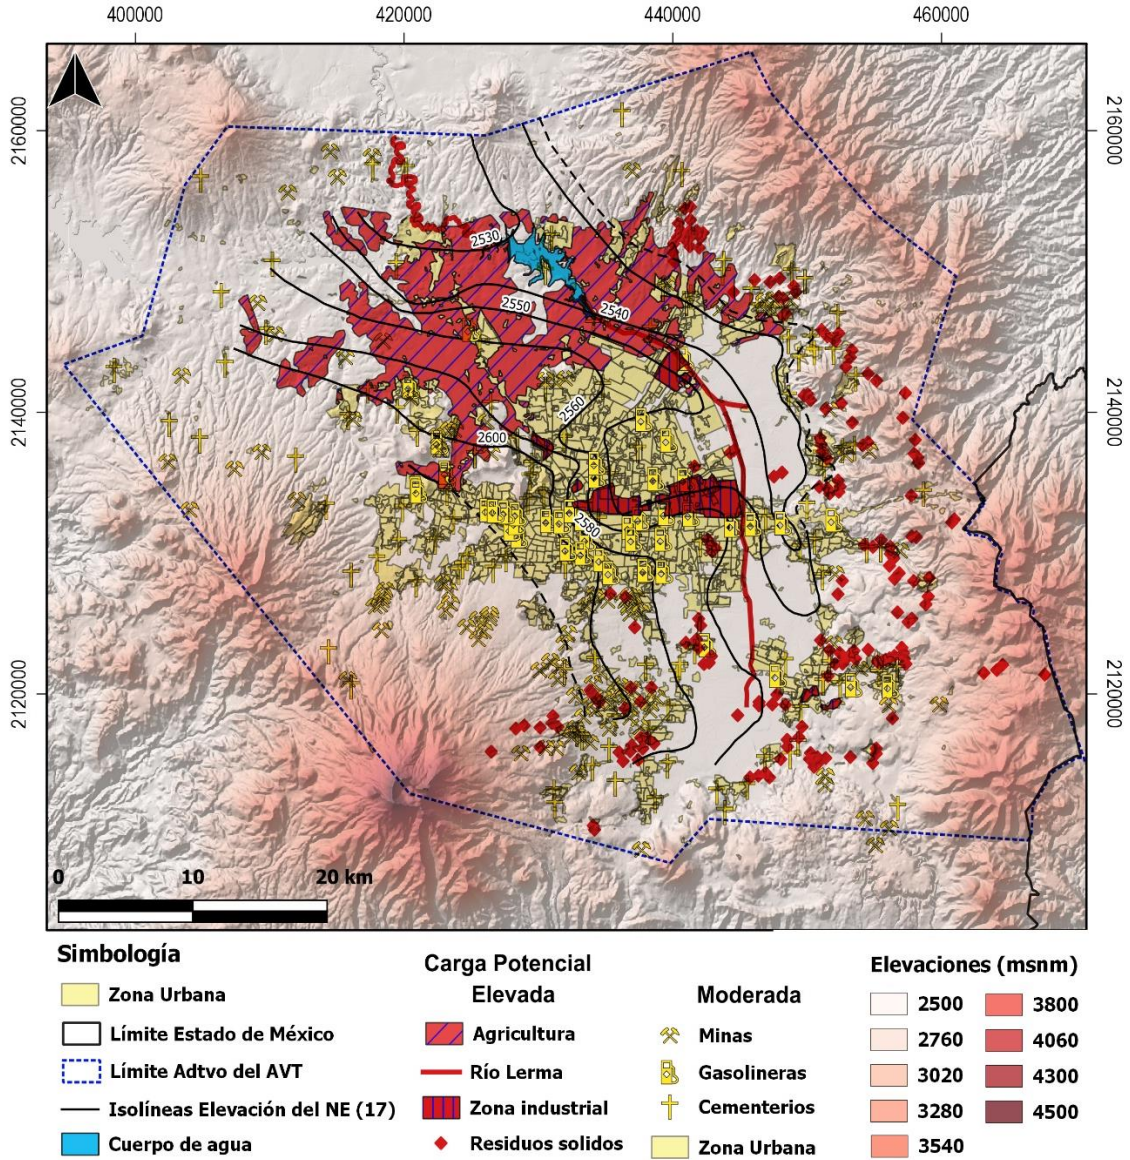 400000 420000 440000 460000
2160000 2160000
2140000 2140000
2120000 2120000
2530
2550
2540
2560
2600
2580
0 10 20 km
Simbología
Zona Urbana
Límite Estado de México
Límite Adtvo del AVT
Isolíneas Elevación del NE (17)
Cuerpo de agua
Carga Potencial
Elevada
Agricultura
Río Lerma
Zona industrial
Residuos solidos
Moderada
Minas
Gasolineras
Cementerios
Zona Urbana
Elevaciones (msnm)
2500
2760
3020
3280
3540
3800
4060
4300
4500